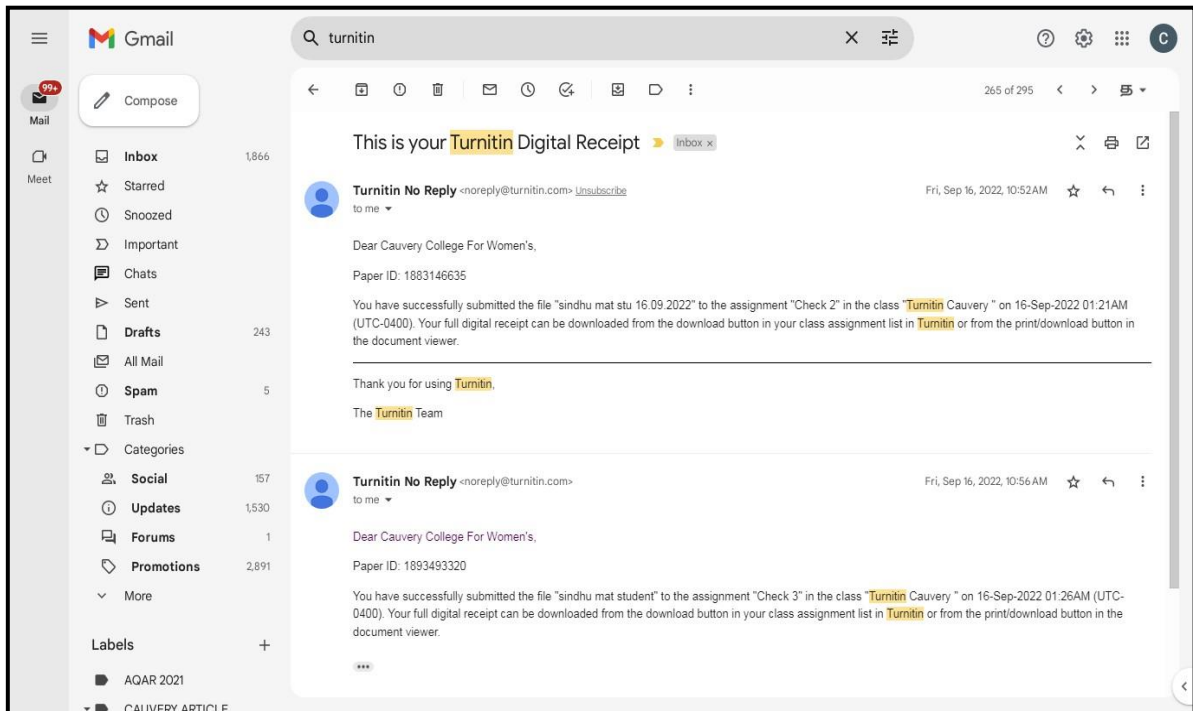 Gmail
turnitin
C
99+
Mail
Meet
Compose
Inbox 1,866
Starred
Snoozed
Important
Chats
Sent
Drafts 243
All Mail
Spam 5
Trash
Categories
Social 157
Updates 1,530
Forums 1
Promotions 2,891
More
Labels +
AQAR 2021
CAUVERY ARTICLE
265 of 295
This is your Turnitin Digital Receipt Inbox x
Turnitin No Reply <noreply@turnitin.com> Unsubscribe Fri, Sep 16, 2022, 10:52 AM
to me
Dear Cauvery College For Women's,
Paper ID: 1883146635
You have successfully submitted the file "sindhu mat stu 16.09.2022" to the assignment "Check 2" in the class "Turnitin Cauvery " on 16-Sep-2022 01:21AM
(UTC-0400). Your full digital receipt can be downloaded from the download button in your class assignment list in Turnitin or from the print/download button in
the document viewer.
Thank you for using Turnitin,
The Turnitin Team
Turnitin No Reply <noreply@turnitin.com> Fri, Sep 16, 2022, 10:56 AM
to me
Dear Cauvery College For Women's,
Paper ID: 1893493320
You have successfully submitted the file "sindhu mat student" to the assignment "Check 3" in the class "Turnitin Cauvery " on 16-Sep-2022 01:26AM (UTC-
0400). Your full digital receipt can be downloaded from the download button in your class assignment list in Turnitin or from the print/download button in the
document viewer.